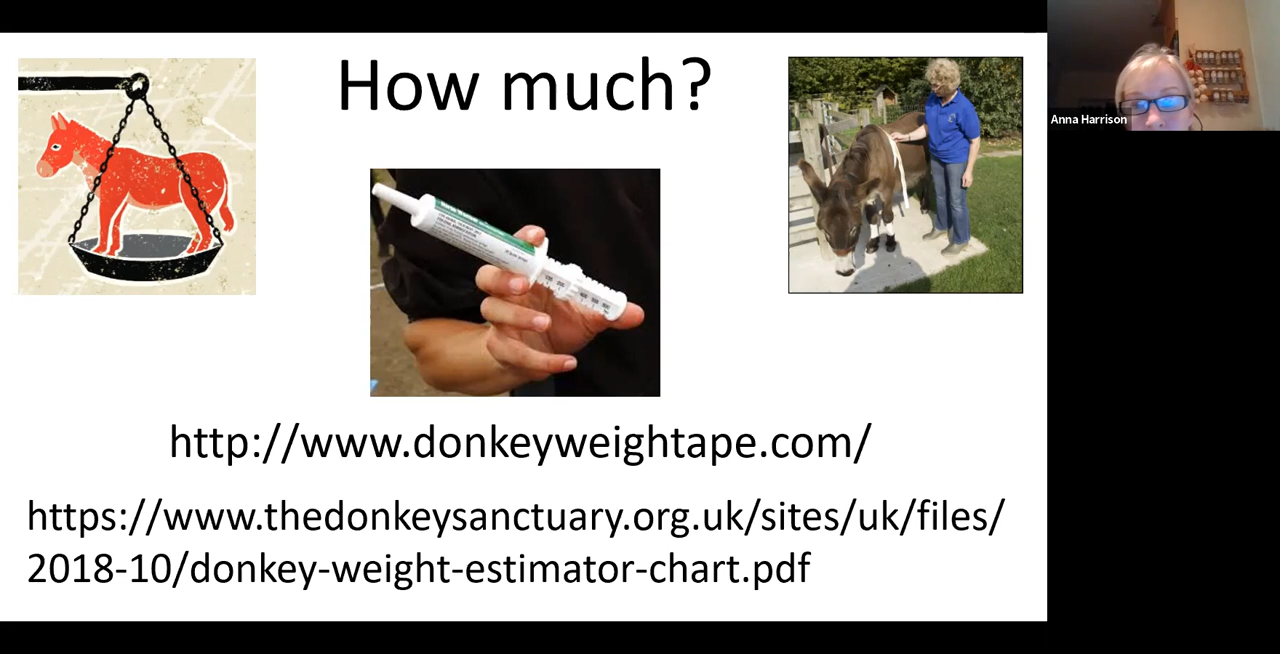 How much?
Anna Harrison
http://www.donkeyweightape.com/
https://www.thedonkeysanctuary.org.uk/sites/uk/files/
2018-10/donkey-weight-estimator-chart.pdf